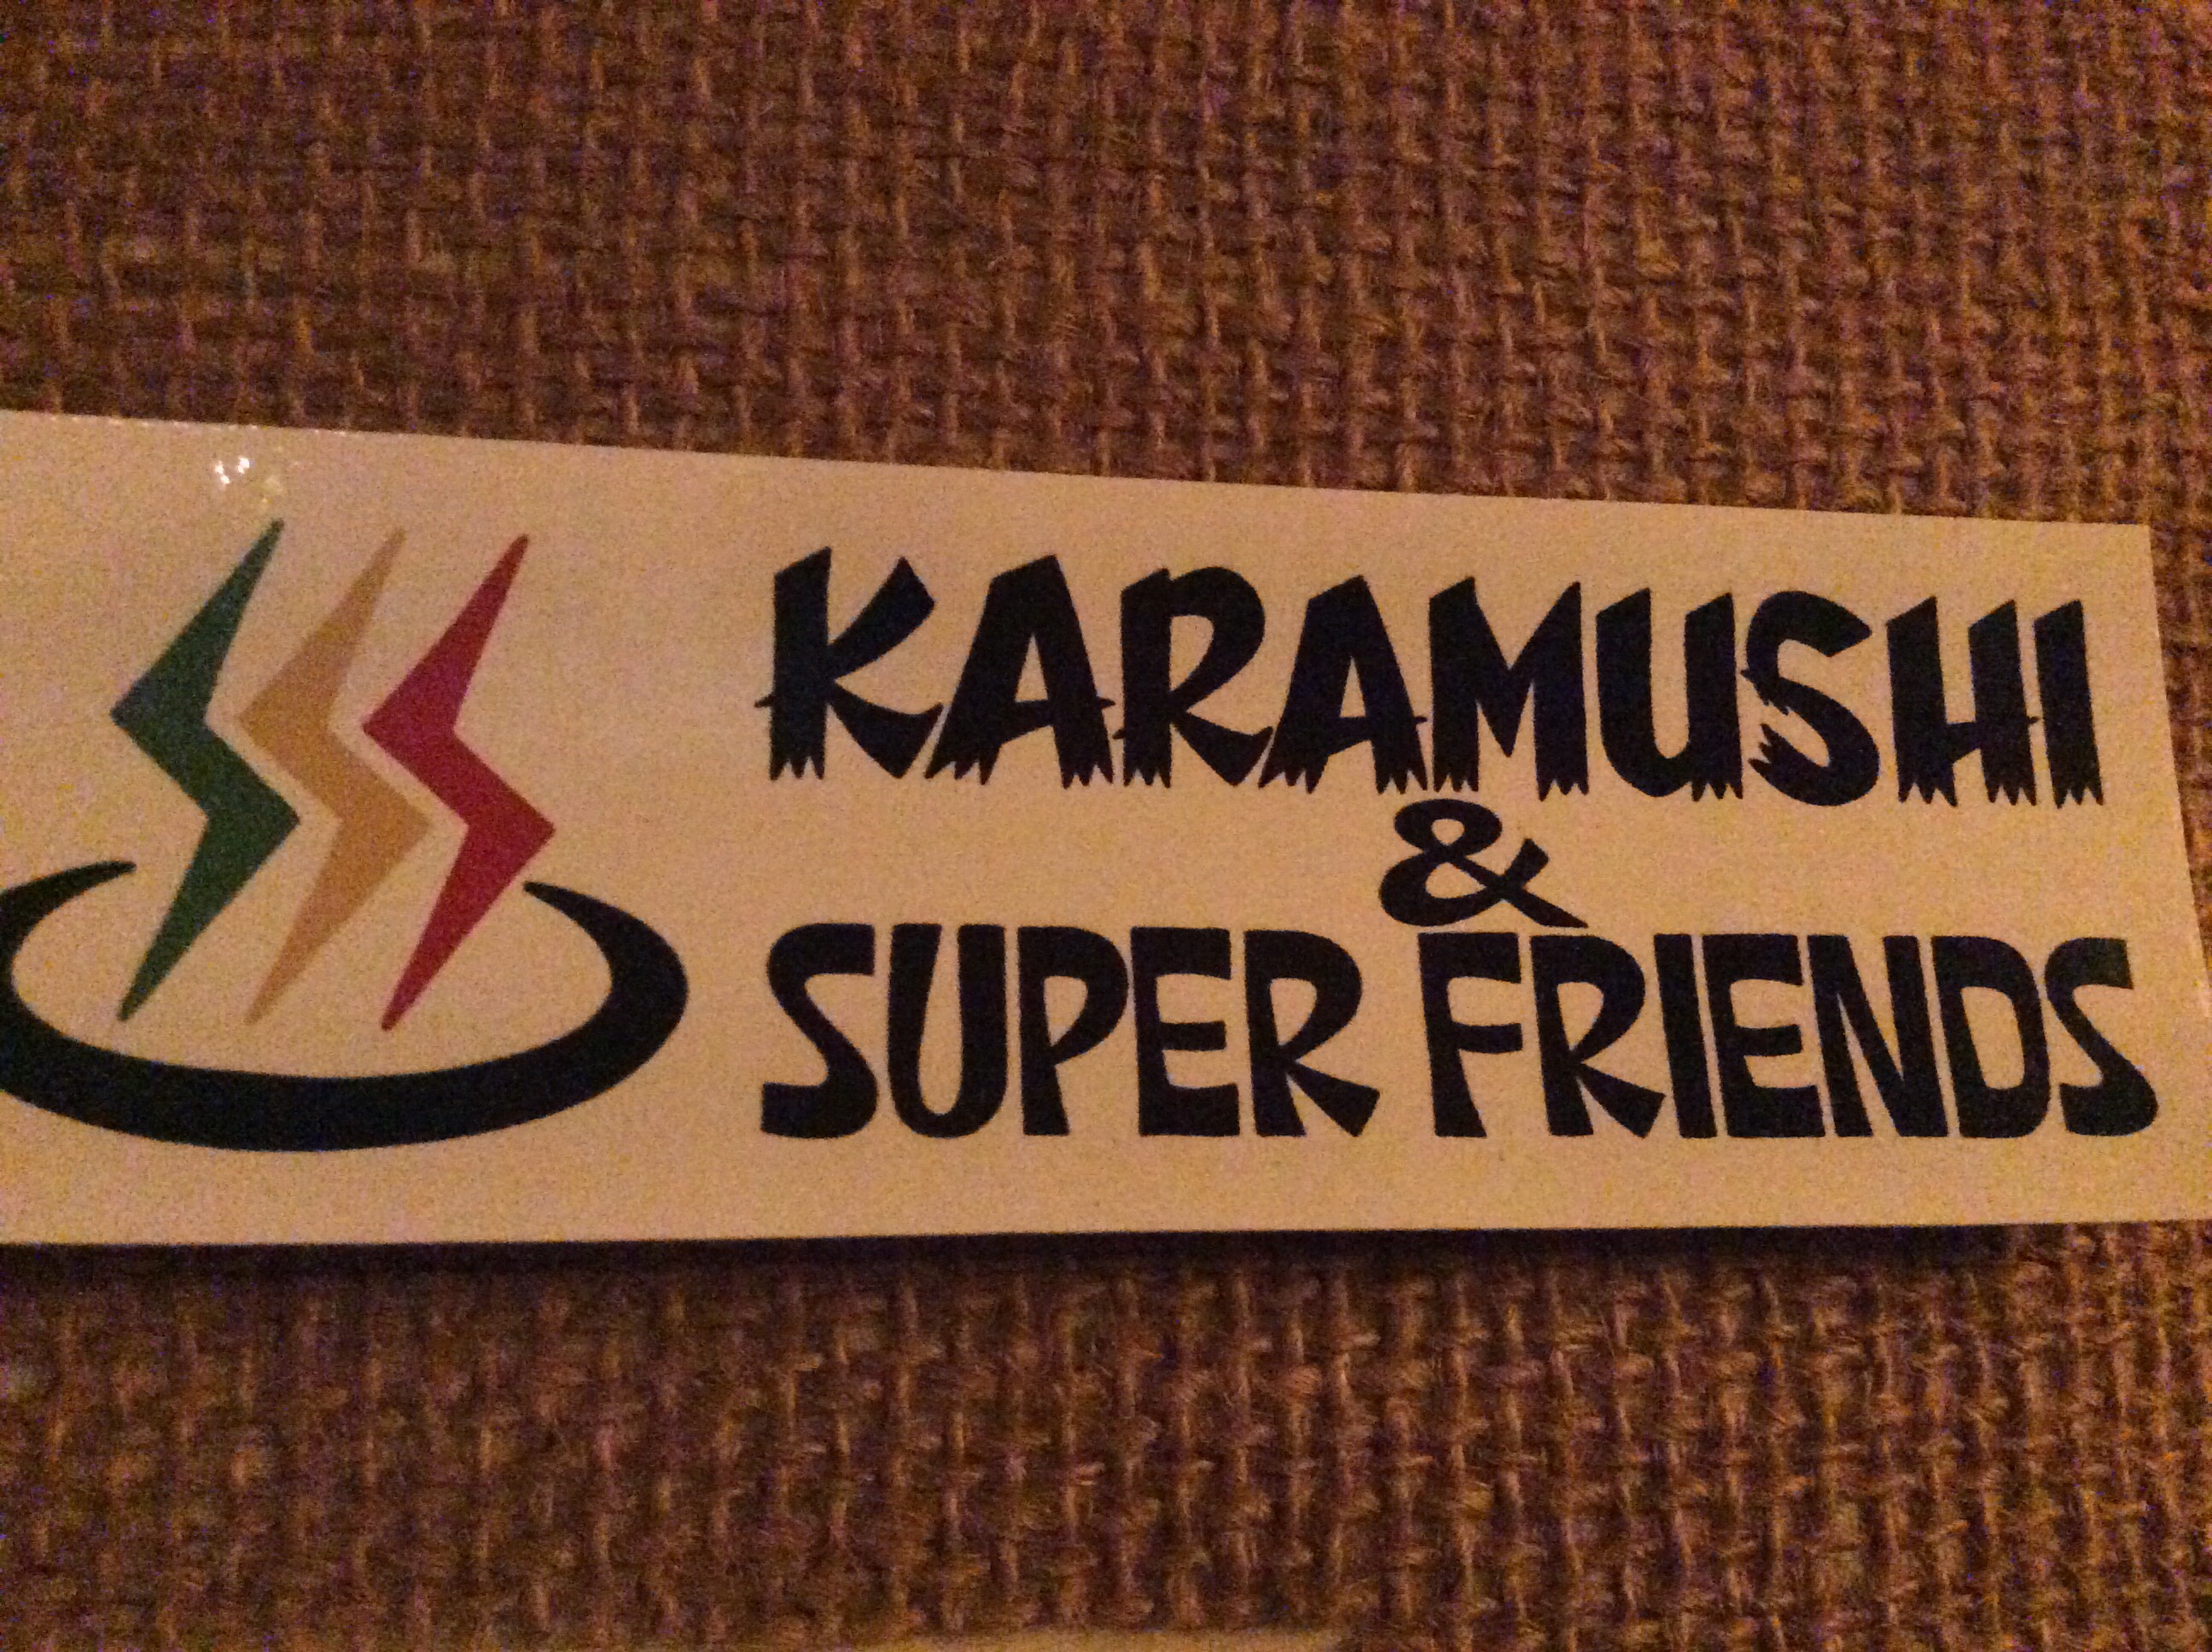 KARAMUSHI
&
SUPER FRIENDS